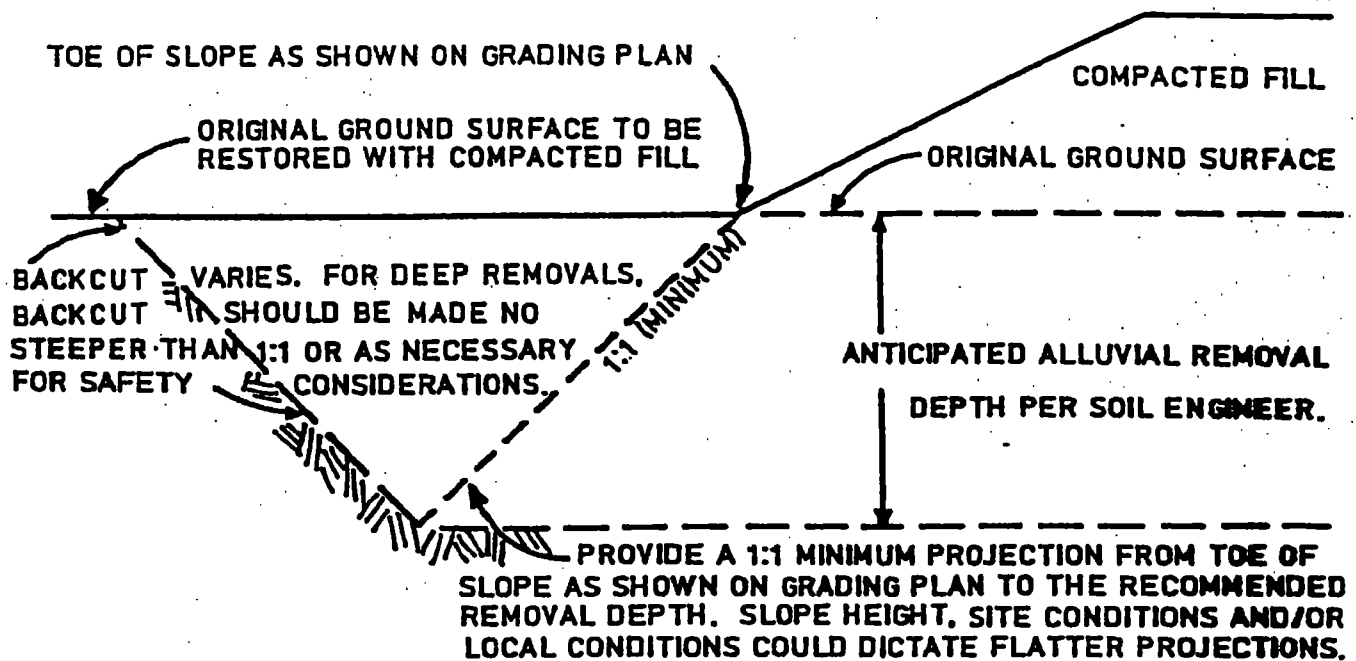 TOE OF SLOPE AS SHOWN ON GRADING PLAN
COMPACTED FILL
ORIGINAL GROUND SURFACE TO BE
RESTORED WITH COMPACTED FILL
ORIGINAL GROUND SURFACE
BACKCUT VARIES. FOR DEEP REMOVALS,
BACKCUT SHOULD BE MADE NO
STEEPER THAN 1:1 OR AS NECESSARY
FOR SAFETY CONSIDERATIONS.
1:1 (MINIMUM)
ANTICIPATED ALLUVIAL REMOVAL
DEPTH PER SOIL ENGINEER.
PROVIDE A 1:1 MINIMUM PROJECTION FROM TOE OF
SLOPE AS SHOWN ON GRADING PLAN TO THE RECOMMENDED
REMOVAL DEPTH. SLOPE HEIGHT, SITE CONDITIONS AND/OR
LOCAL CONDITIONS COULD DICTATE FLATTER PROJECTIONS.